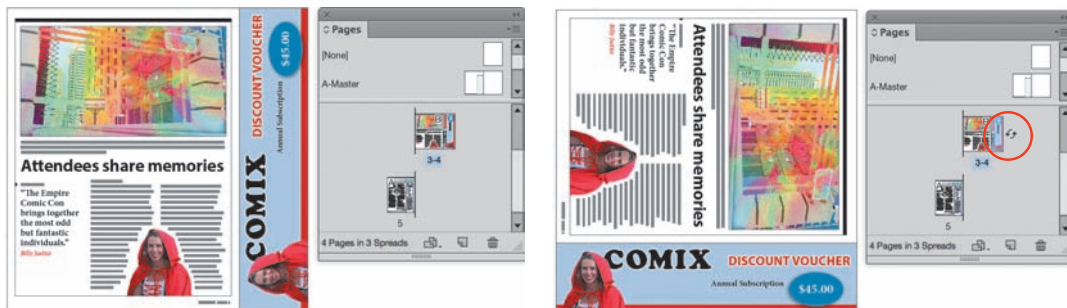 Attendees share memories
"The Empire
Comic Con
brings together
the most odd
but fantastic
individuals."
Billy Justice
COMIX
DISCOUNT VOUCHER
Annual Subscription
$45.00
Pages
[None]
A-Master
3-4
5
4 Pages in 3 Spreads
Attendees share memories
"The Empire
Comic Con
brings together
the most odd
but fantastic
individuals."
Billy Justice
COMIX
DISCOUNT VOUCHER
Annual Subscription
$45.00
Pages
[None]
A-Master
3-4
5
4 Pages in 3 Spreads